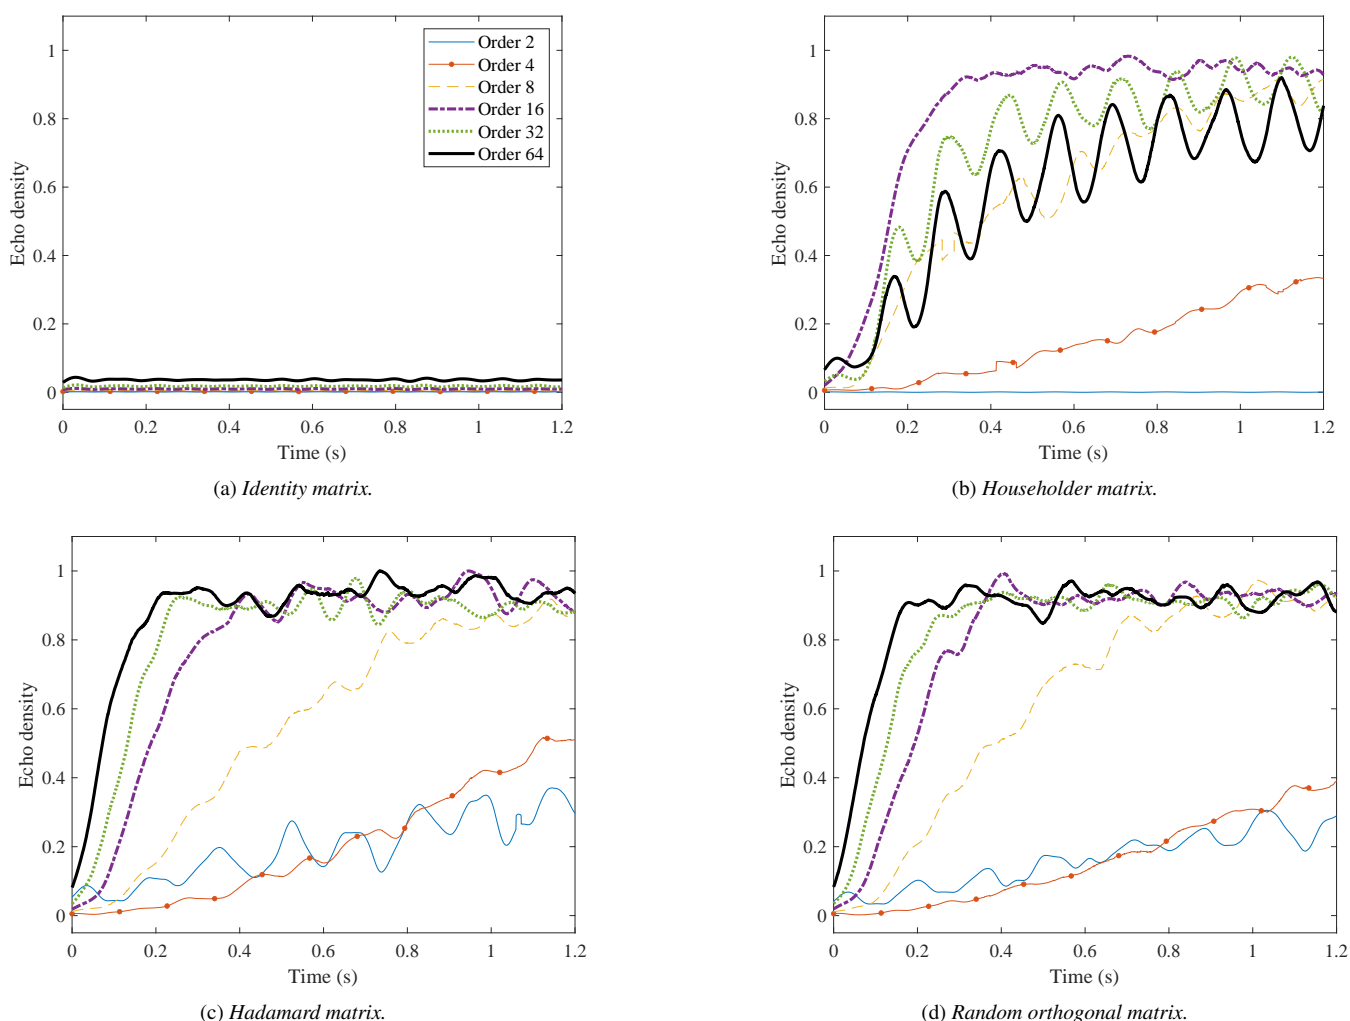 1
0.8
0.6
0.4
0.2
0
Echo density
0 0.2 0.4 0.6 0.8 1 1.2
Time (s)
Order 2
Order 4
Order 8
Order 16
Order 32
Order 64
(a) Identity matrix.
1
0.8
0.6
0.4
0.2
0
Echo density
0 0.2 0.4 0.6 0.8 1 1.2
Time (s)
(b) Householder matrix.
1
0.8
0.6
0.4
0.2
0
Echo density
0 0.2 0.4 0.6 0.8 1 1.2
Time (s)
(c) Hadamard matrix.
1
0.8
0.6
0.4
0.2
0
Echo density
0 0.2 0.4 0.6 0.8 1 1.2
Time (s)
(d) Random orthogonal matrix.